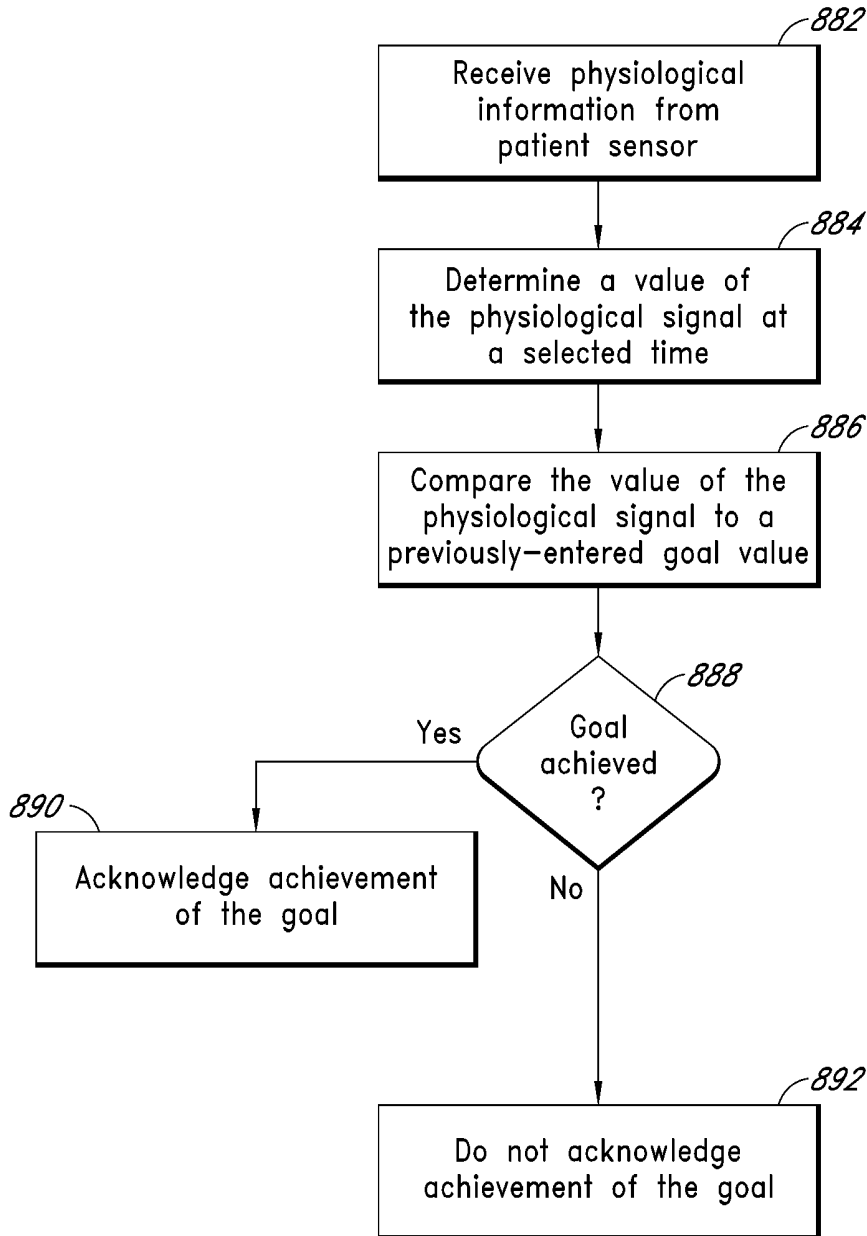 882
Receive physiological
information from
patient sensor
884
Determine a value of
the physiological signal at
a selected time
886
Compare the value of the
physiological signal to a
previously-entered goal value
888
Goal
achieved
?
Yes
890
Acknowledge achievement
of the goal
No
892
Do not acknowledge
achievement of the goal